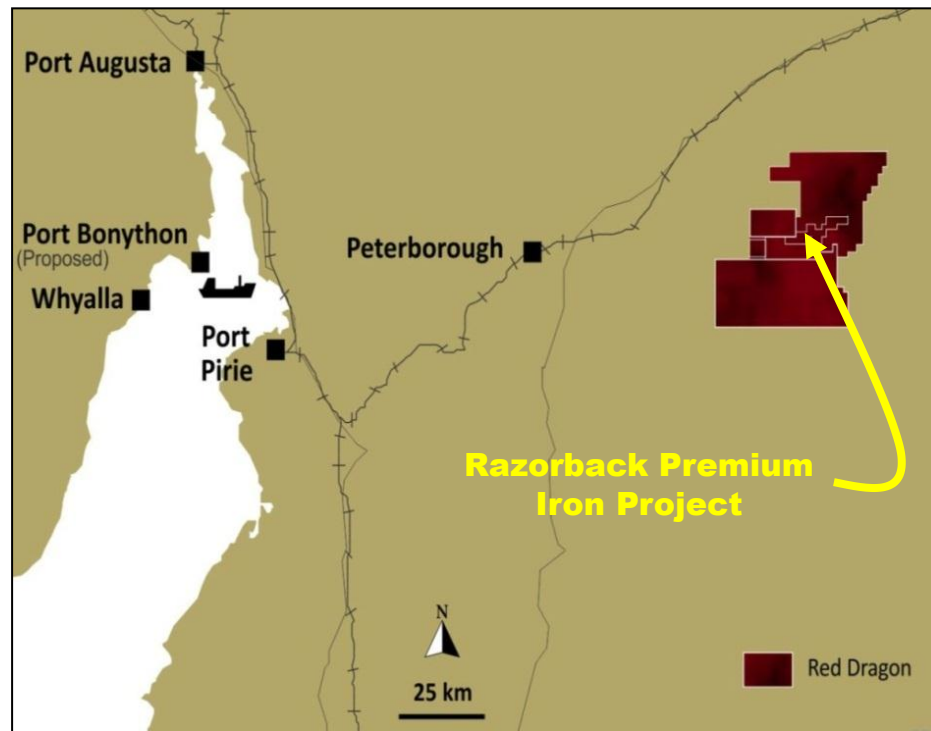 Port Augusta
Port Bonython
(Proposed)
Whyalla
Port
Pirie
Peterborough
Razorback Premium
Iron Project
N
25 km
Red Dragon